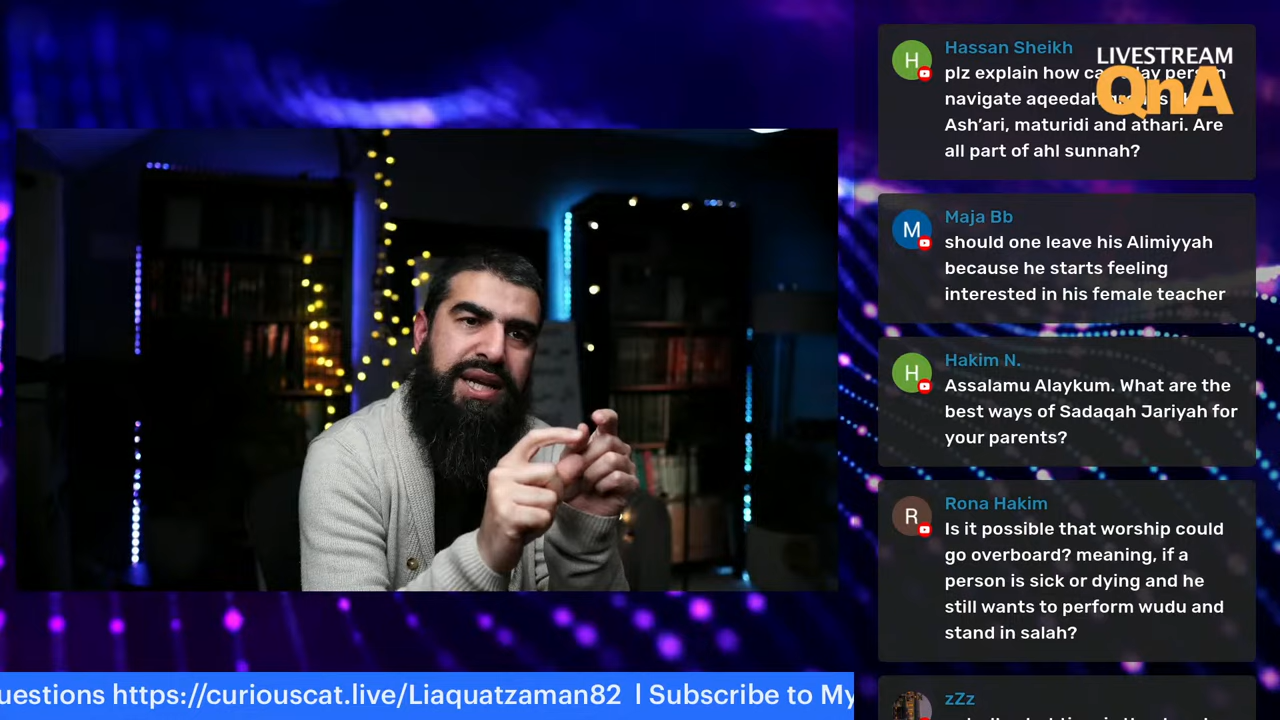 Hassan Sheikh
LIVESTREAM
QnA
plz explain how
navigate aqeedah
Ash’ari, maturidi and athari. Are
all part of ahl sunnah?
M
Maja Bb
should one leave his Alimiyyah
because he starts feeling
interested in his female teacher
H
Hakim N.
Assalamu Alaykum. What are the
best ways of Sadaqah Jariyah for
your parents?
R
Rona Hakim
Is it possible that worship could
go overboard? meaning, if a
person is sick or dying and he
still wants to perform wudu and
stand in salah?
zZz
uestions https://curiouscat.live/Liaquatzaman82 | Subscribe to My